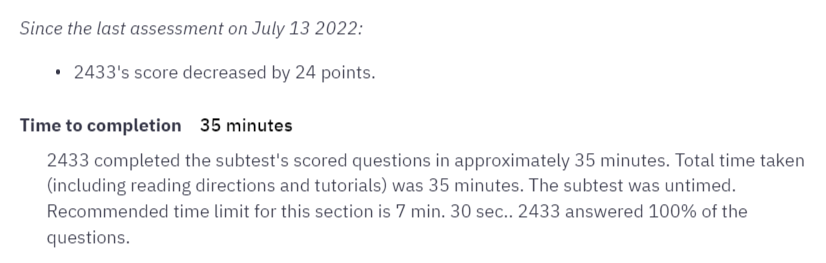 Since the last assessment on July 13 2022:
• 2433's score decreased by 24 points.
Time to completion 35 minutes
2433 completed the subtest's scored questions in approximately 35 minutes. Total time taken
(including reading directions and tutorials) was 35 minutes. The subtest was untimed.
Recommended time limit for this section is 7 min. 30 sec.. 2433 answered 100% of the
questions.